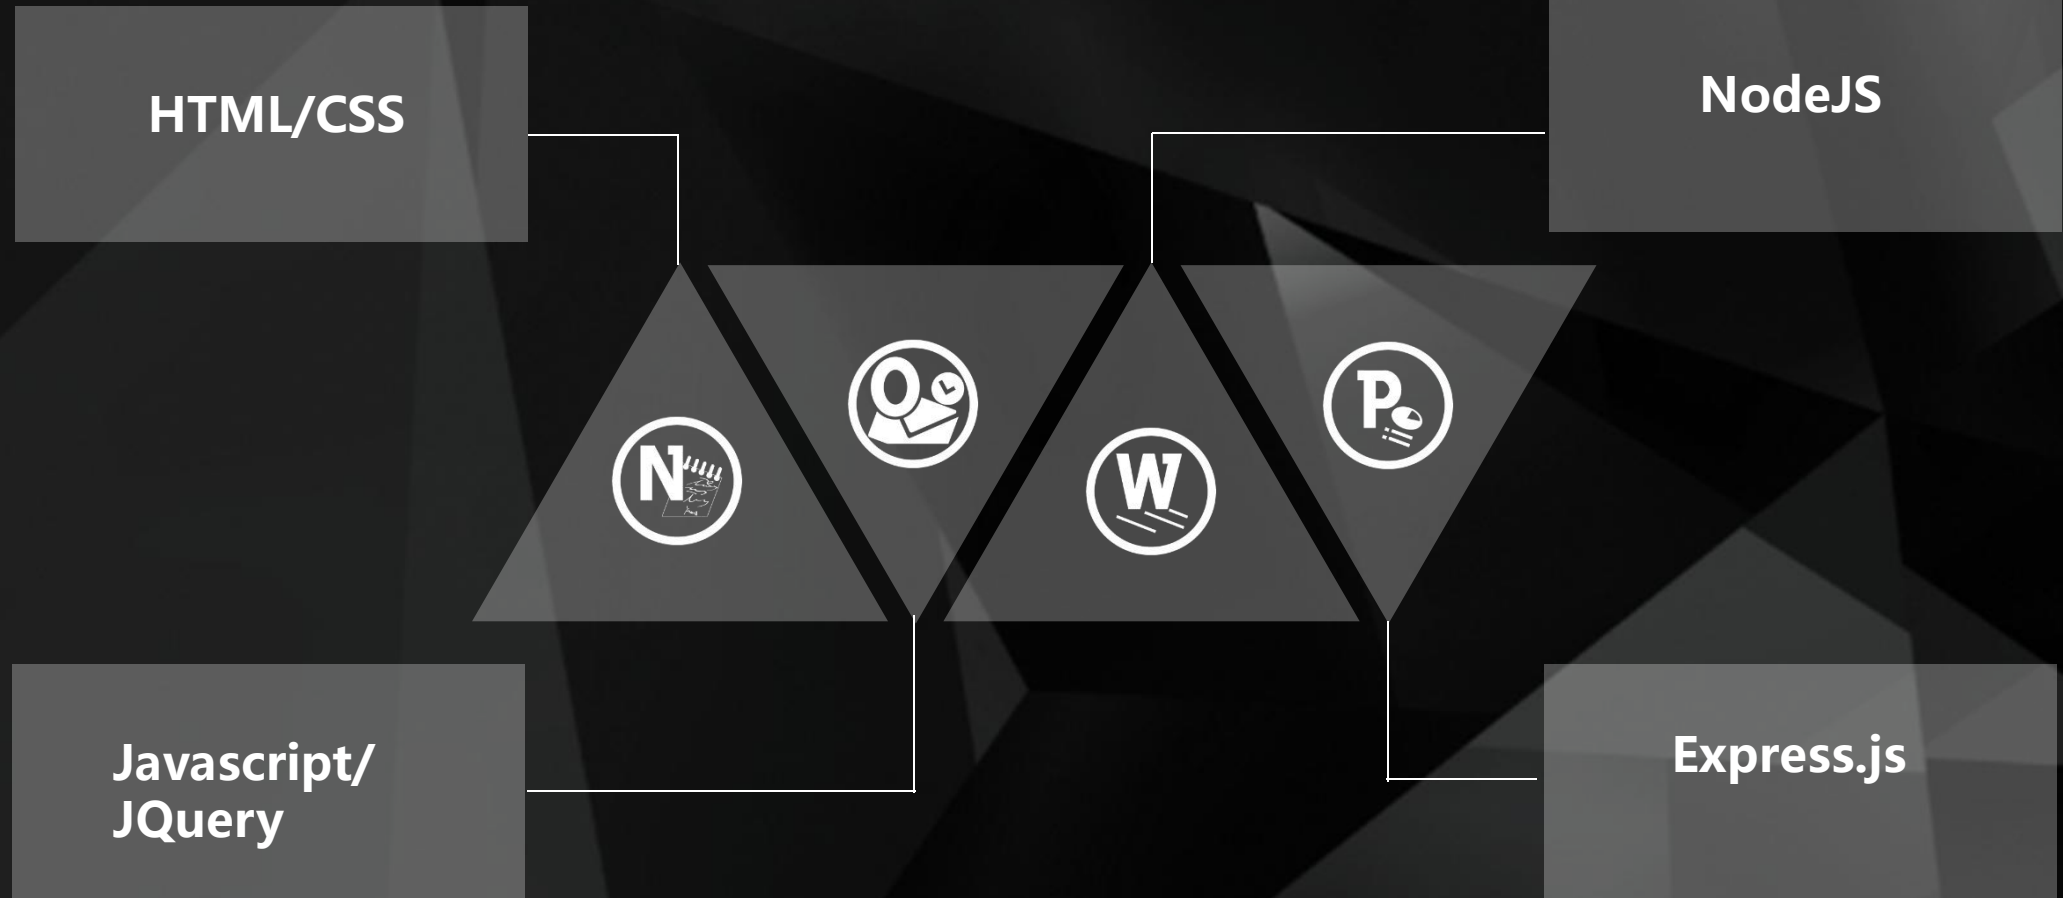 HTML/CSS
NodeJS
N
O
W
P
Javascript/
JQuery
Express.js